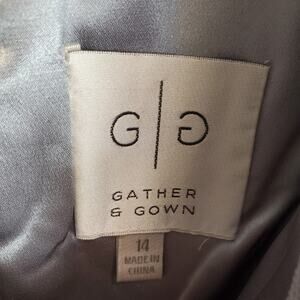 G|G
GATHER
& GOWN
14
MADE IN
CHINA